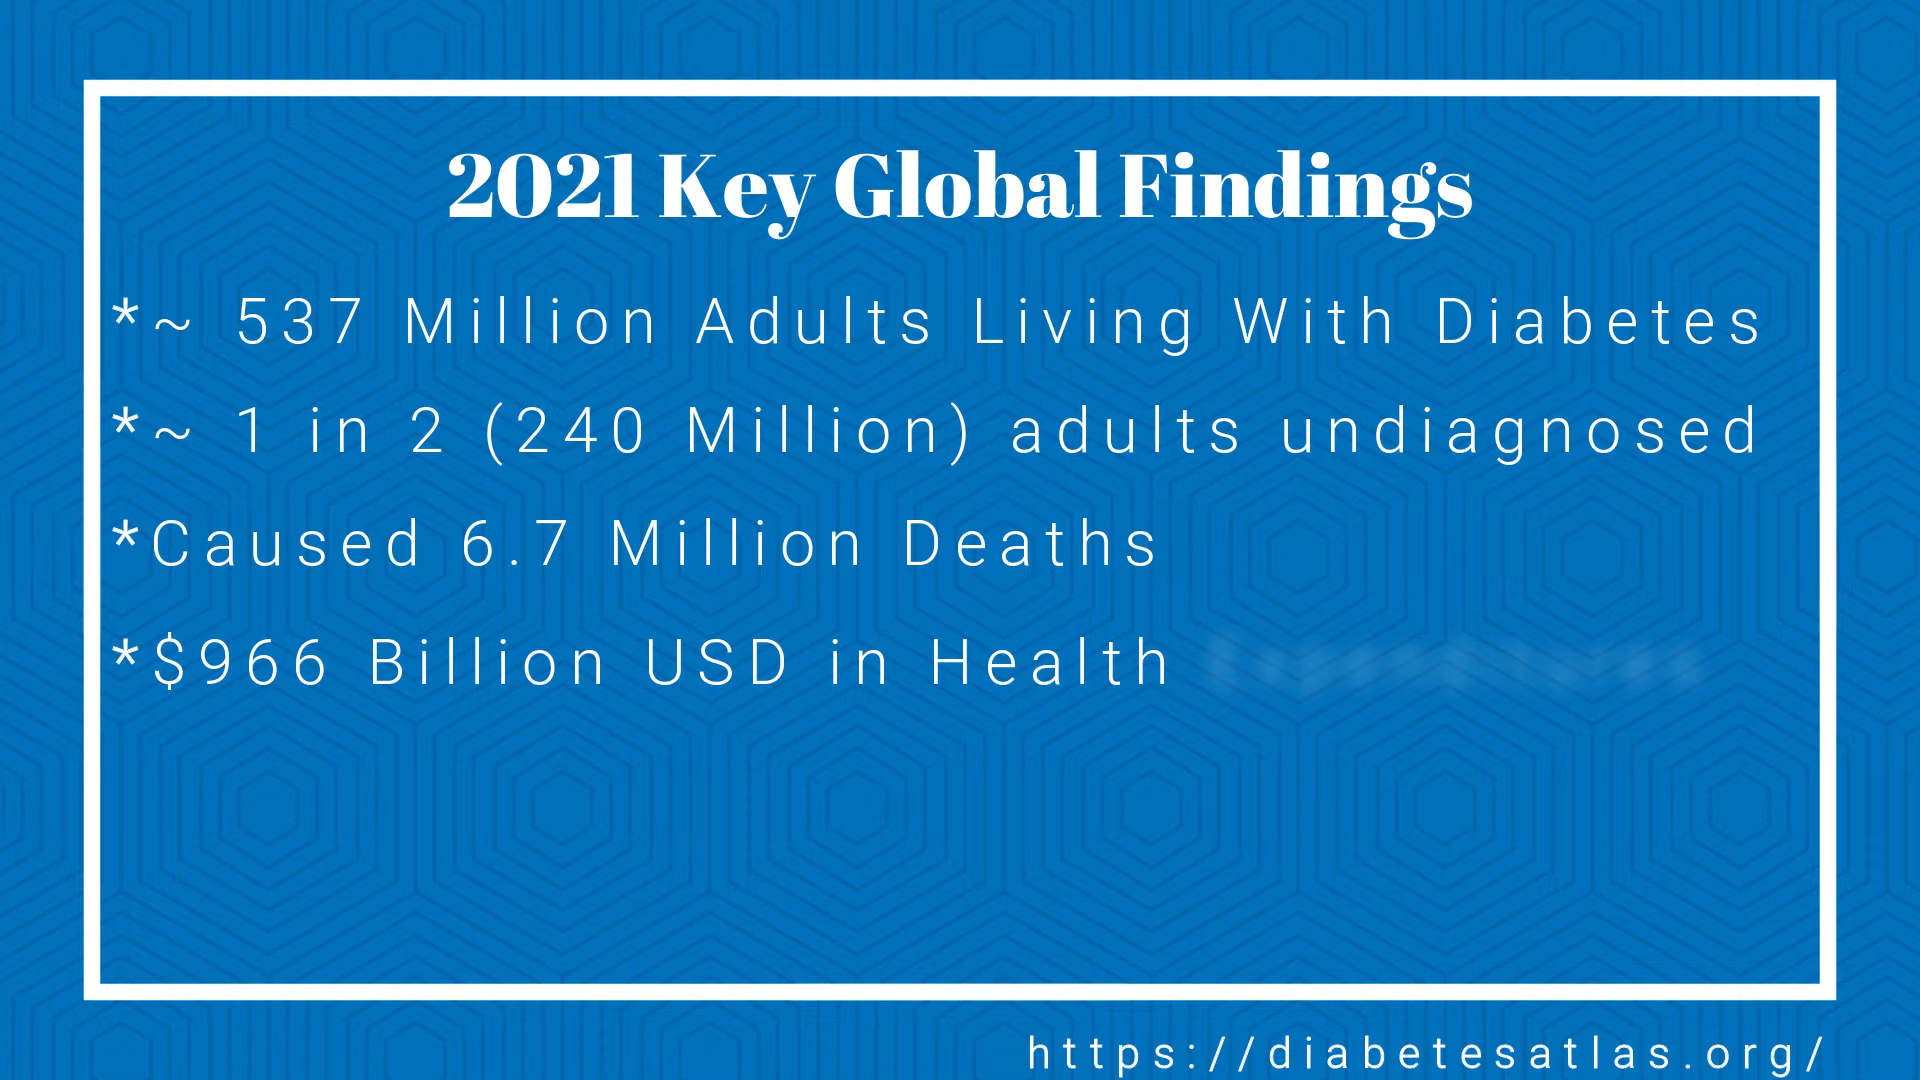 2021 Key Global Findings
*~ 537 Million Adults Living With Diabetes
*~ 1 in 2 (240 Million) adults undiagnosed
*Caused 6.7 Million Deaths
*$966 Billion USD in Health
https://diabetesatlas.org/